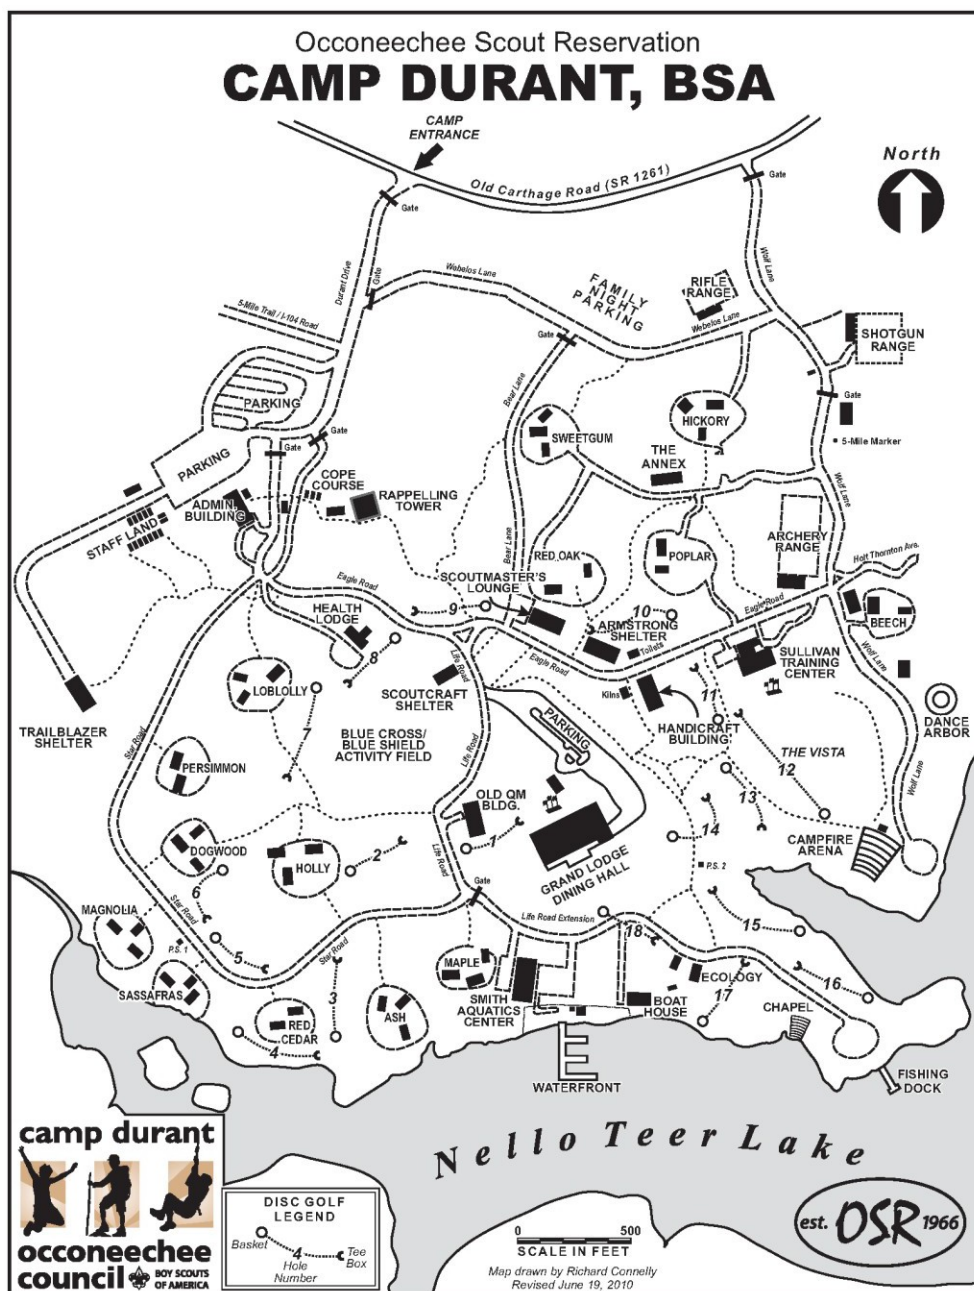 Occoneechee Scout Reservation
CAMP DURANT, BSA
CAMP
ENTRANCE
Old Carthage Road (SR 1261)
North
Gate
Gate
Durant Drive
Gate
Webelos Lane
Wolf Lane
FAMILY
NIGHT
PARKING
RIFLE
RANGE
Webelos Lane
5-Mile Trail / I-104 Road
SHOTGUN
RANGE
Gate
Bear Lane
Gate
PARKING
HICKORY
5-Mile Marker
Gate
Gate
SWEETGUM
THE
ANNEX
PARKING
COPE
COURSE
RAPPELLING
TOWER
ADMIN.
BUILDING
STAFF LAND
Wolf Lane
ARCHERY
RANGE
Bear Lane
RED OAK
POPLAR
Holt Thornton Ave.
Eagle Road
SCOUTMASTER'S
LOUNGE
9
10
Eagle Road
HEALTH
LODGE
ARMSTRONG
SHELTER
BEECH
Toilets
8
Life Road
Eagle Road
SULLIVAN
TRAINING
CENTER
Wolf Lane
LOBLOLLY
SCOUTCRAFT
SHELTER
Kilns
11
TRAILBLAZER
SHELTER
PARKING
HANDICRAFT
BUILDING
DANCE
ARBOR
Star Road
7
BLUE CROSS/
BLUE SHIELD
ACTIVITY FIELD
Life Road
THE VISTA
PERSIMMON
12
Wolf Lane
OLD QM
BLDG.
13
14
1
CAMPFIRE
ARENA
DOGWOOD
HOLLY
2
Life Road
GRAND LODGE
DINING HALL
P.S. 2
6
Gate
MAGNOLIA
Star Road
Life Road Extension
15
18
P.S. 1
5
Star Road
MAPLE
ECOLOGY
SASSAFRAS
3
SMITH
AQUATICS
CENTER
BOAT
HOUSE
17
16
CHAPEL
RED
CEDAR
ASH
4
FISHING
DOCK
WATERFRONT
Nello Teer Lake
camp durant
occoneechee
council
BOY SCOUTS
OF AMERICA
DISC GOLF
LEGEND
Basket
4
Hole
Number
Tee
Box
0 500
SCALE IN FEET
Map drawn by Richard Connelly
Revised June 19, 2010
est. OSR 1966